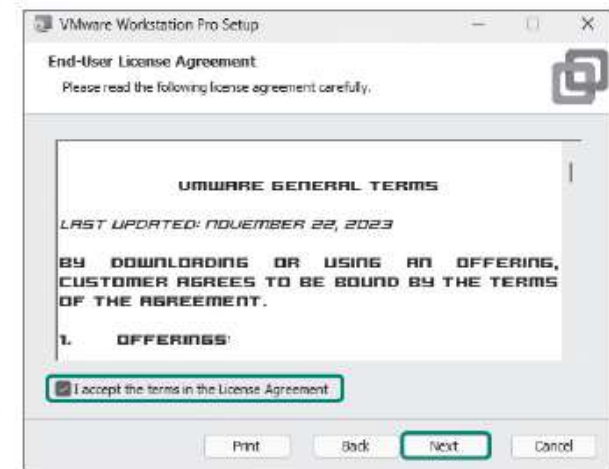 VMware Workstation Pro Setup
End-User License Agreement
Please read the following license agreement carefully.
VMWARE GENERAL TERMS
LAST UPDATED: NOVEMBER 22, 2023
BY DOWNLOADING OR USING AN OFFERING,
CUSTOMER AGREES TO BE BOUND BY THE TERMS
OF THE AGREEMENT.
1. OFFERINGS
I accept the terms in the License Agreement
Print Back Next Cancel